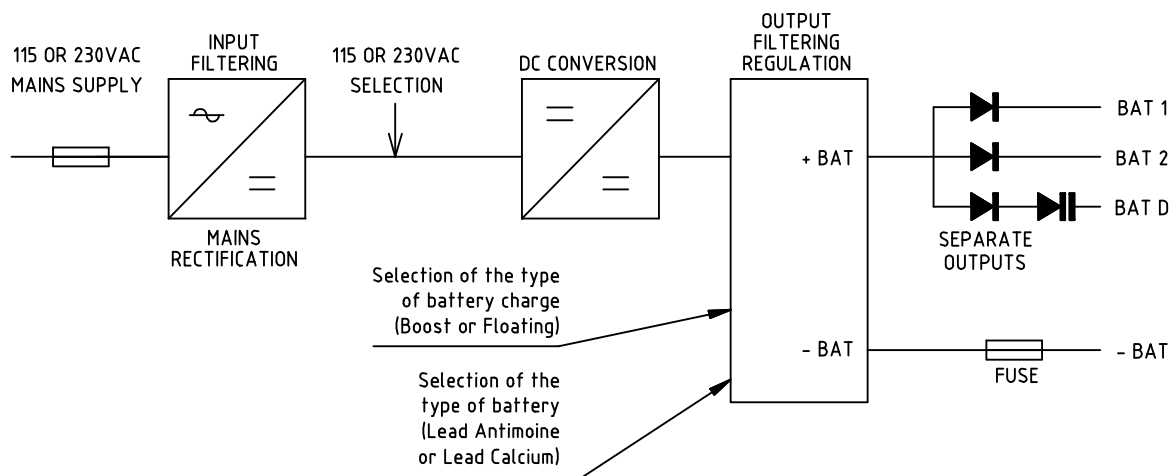 115 OR 230VAC
MAINS SUPPLY
INPUT
FILTERING
MAINS
RECTIFICATION
115 OR 230VAC
SELECTION
DC CONVERSION
OUTPUT
FILTERING
REGULATION
+ BAT
- BAT
BAT 1
BAT 2
BAT D
SEPARATE
OUTPUTS
- BAT
FUSE
Selection of the type
of battery charge
(Boost or Floating)
Selection of the
type of battery
(Lead Antimoine
or Lead Calcium)